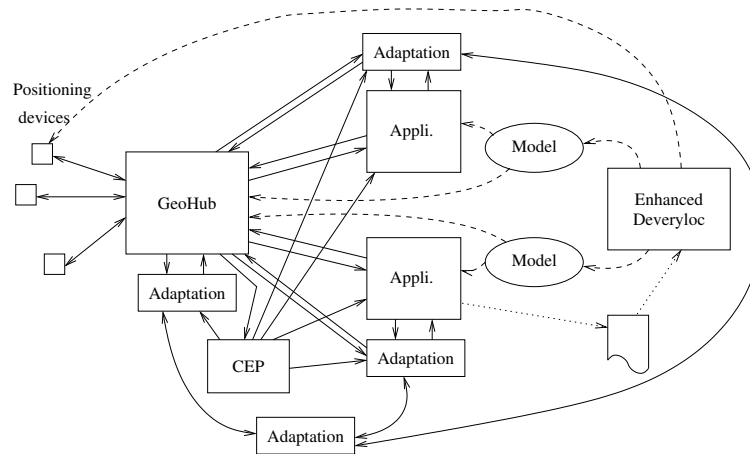 Adaptation
Positioning
devices
Appli.
Model
GeoHub
Enhanced
Deveryloc
Appli.
Model
Adaptation
CEP
Adaptation
Adaptation